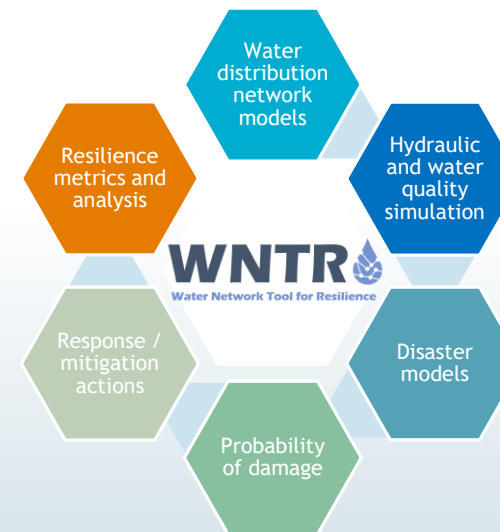 Water
distribution
network
models
Hydraulic
and water
quality
simulation
Disaster
models
Probability
of damage
Response /
mitigation
actions
Resilience
metrics and
analysis
WNTR
Water Network Tool for Resilience